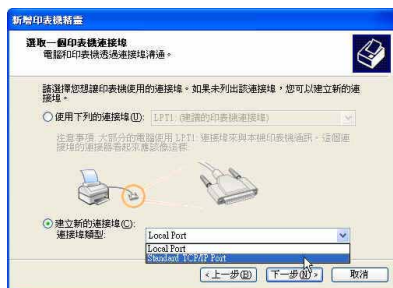 新增印表機精靈
選取一個印表機連接埠
電腦和印表機透過連接埠溝通。
請選擇您想讓印表機使用的連接埠。如果未列出該連接埠，您可以建立新的連
接埠。
使用下列的連接埠(U): LPT1: (建議的印表機連接埠)
注意事項: 大部分的電腦使用 LPT1: 連接埠來與本機印表機通訊。這個連
接埠的連接器看起來應該像這樣:
建立新的連接埠(C):
連接埠類型: Local Port
Local Port
Standard TCP/IP Port
<上一步(B) 下一步(N)> 取消